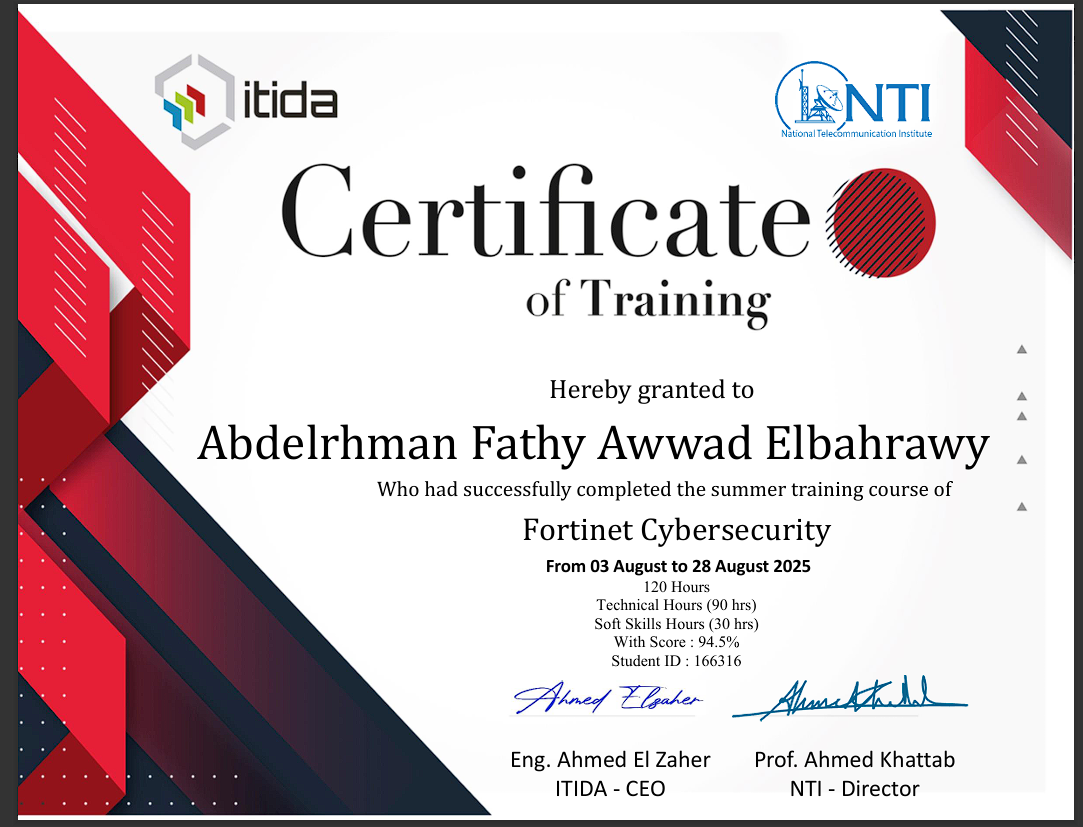 itida
NTI
National Telecommunication Institute
Certificate
of Training
Hereby granted to
Abdelrhman Fathy Awwad Elbahrawy
Who had successfully completed the summer training course of
Fortinet Cybersecurity
From 03 August to 28 August 2025
120 Hours
Technical Hours (90 hrs)
Soft Skills Hours (30 hrs)
With Score : 94.5%
Student ID : 166316
Ahmed Elzaher
Eng. Ahmed El Zaher
ITIDA - CEO
Prof. Ahmed Khattab
NTI - Director